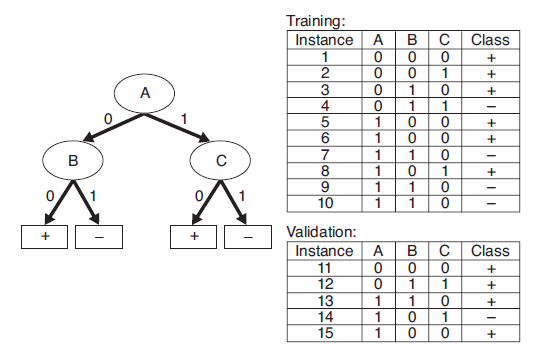 A
0 1
B C
0 1 0 1
+ – + –
Training:
Instance A B C Class
1 0 0 0 +
2 0 0 1 +
3 0 1 0 +
4 0 1 1 –
5 1 0 0 +
6 1 0 0 +
7 1 1 0 –
8 1 0 1 +
9 1 1 0 –
10 1 1 0 –
Validation:
Instance A B C Class
11 0 0 0 +
12 0 1 1 +
13 1 1 0 +
14 1 0 1 –
15 1 0 0 +